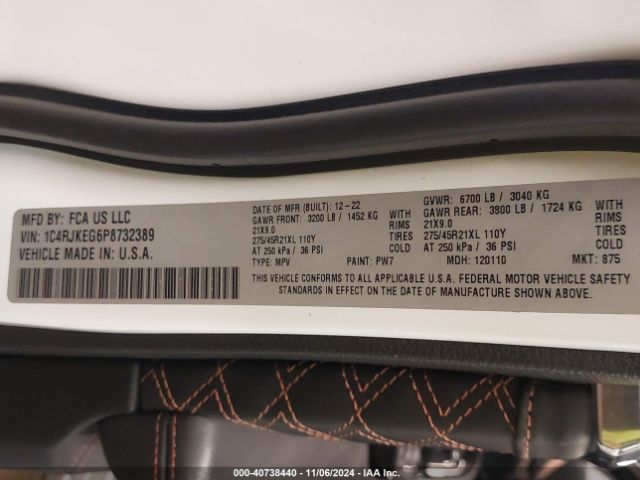 MFD BY: FCA US LLC
VIN: 1C4RJKEG6P8732389
VEHICLE MADE IN: U.S.A.
DATE OF MFR (BUILT): 12-22
GAWR FRONT: 3200 LB / 1452 KG
21X9.0 RIMS
275/45R21XL 110Y TIRES
AT 250 kPa / 36 PSI COLD
TYPE: MPV PAINT: PW7
GVWR: 6700 LB / 3040 KG
GAWR REAR: 3800 LB / 1724 KG
21X9.0 RIMS
275/45R21XL 110Y TIRES
AT 250 kPa / 36 PSI COLD
MDH: 120110 MKT: 875
THIS VEHICLE CONFORMS TO ALL APPLICABLE U.S.A. FEDERAL MOTOR VEHICLE SAFETY
STANDARDS IN EFFECT ON THE DATE OF MANUFACTURE SHOWN ABOVE.
000-40738440 - 11/06/2024 - IAA Inc.